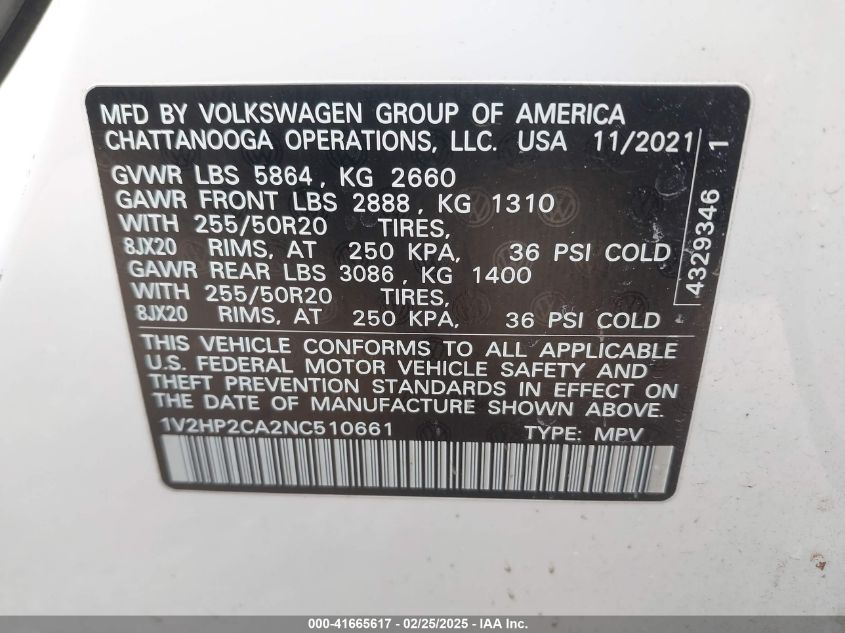 MFD BY VOLKSWAGEN GROUP OF AMERICA
CHATTANOOGA OPERATIONS, LLC. USA 11/2021
GVWR LBS 5864, KG 2660
GAWR FRONT LBS 2888, KG 1310
WITH 255/50R20 TIRES,
8JX20 RIMS, AT 250 KPA, 36 PSI COLD
GAWR REAR LBS 3086, KG 1400
WITH 255/50R20 TIRES,
8JX20 RIMS, AT 250 KPA, 36 PSI COLD
4329346 1
THIS VEHICLE CONFORMS TO ALL APPLICABLE
U.S. FEDERAL MOTOR VEHICLE SAFETY AND
THEFT PREVENTION STANDARDS IN EFFECT ON
THE DATE OF MANUFACTURE SHOWN ABOVE.
1V2HP2CA2NC510661 TYPE: MPV
000-41665617 - 02/25/2025 - IAA Inc.